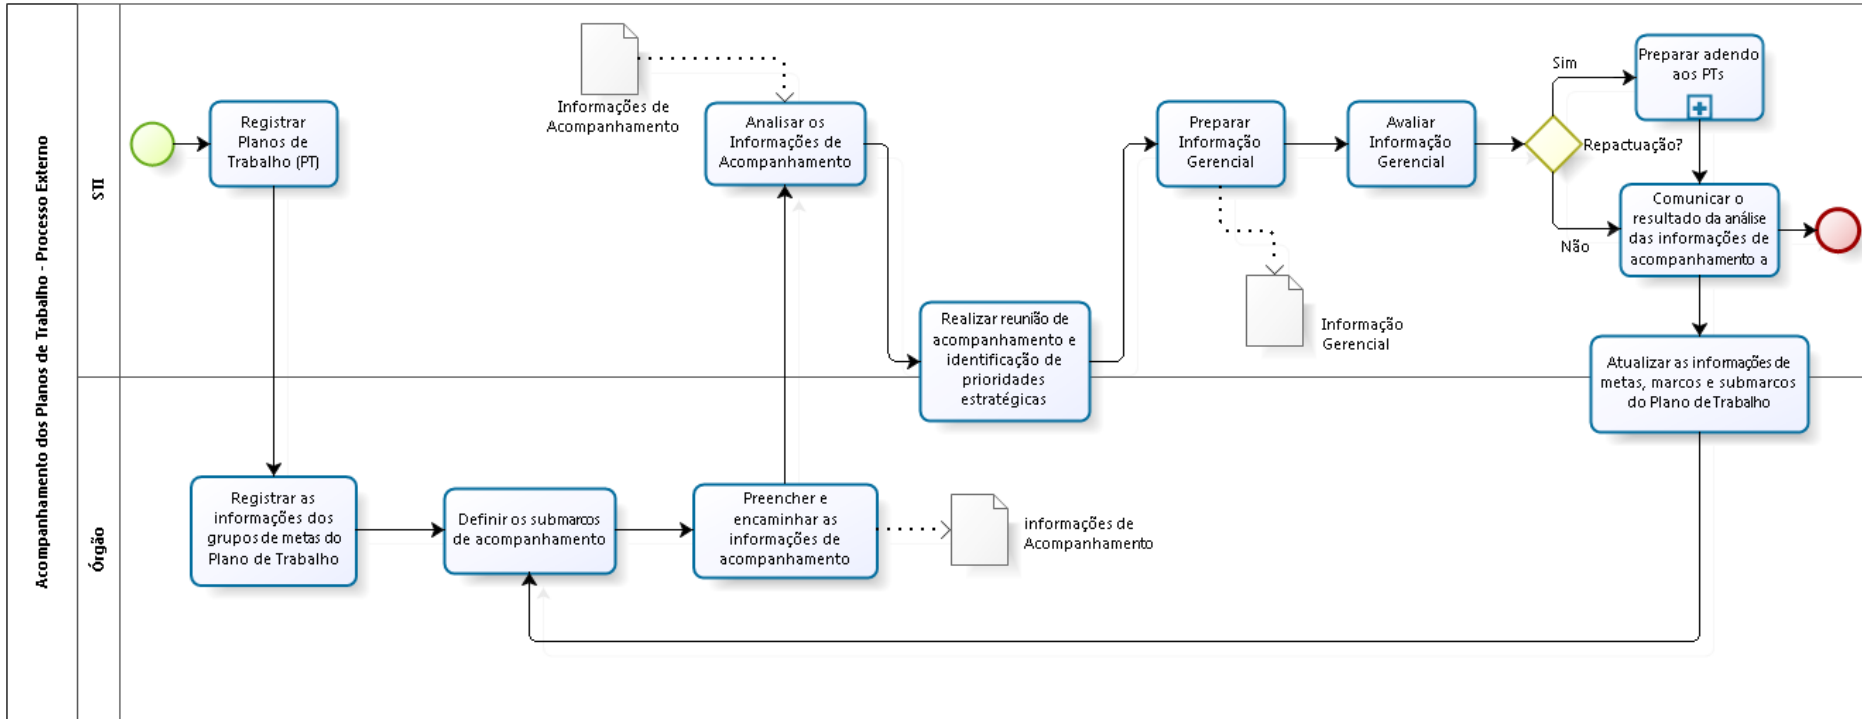 Acompanhamento dos Planos de Trabalho - Processo Externo
STI
Órgão
Registrar
Planos de
Trabalho (PT)
Informações de
Acompanhamento
Analisar os
Informações de
Acompanhamento
Realizar reunião de
acompanhamento e
identificação de
prioridades
estratégicas
Preparar
Informação
Gerencial
Informação
Gerencial
Avaliar
Informação
Gerencial
Repactuação?
Sim
Não
Preparar adendo
aos PTs
Comunicar o
resultado da análise
das informações de
acompanhamento a
Atualizar as informações de
metas, marcos e submarcos
do Plano de Trabalho
Registrar as
informações dos
grupos de metas do
Plano de Trabalho
Definir os submarcos
de acompanhamento
Preencher e
encaminhar as
informações de
acompanhamento
informações de
Acompanhamento